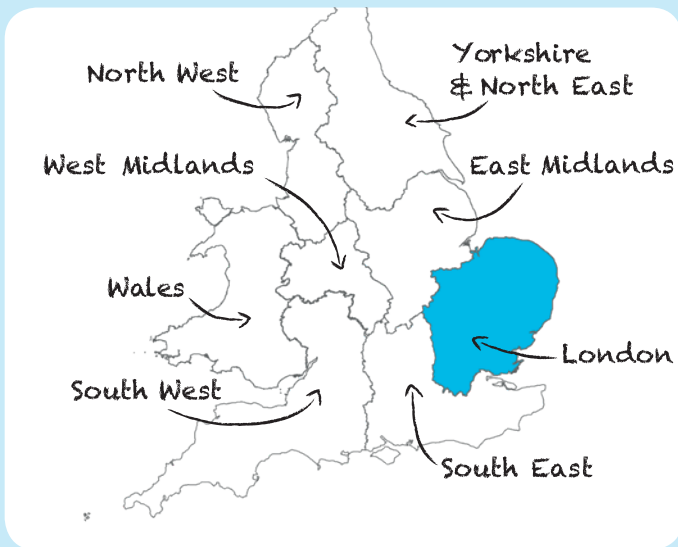 North West
Yorkshire
& North East
West Midlands
East Midlands
Wales
London
South West
South East